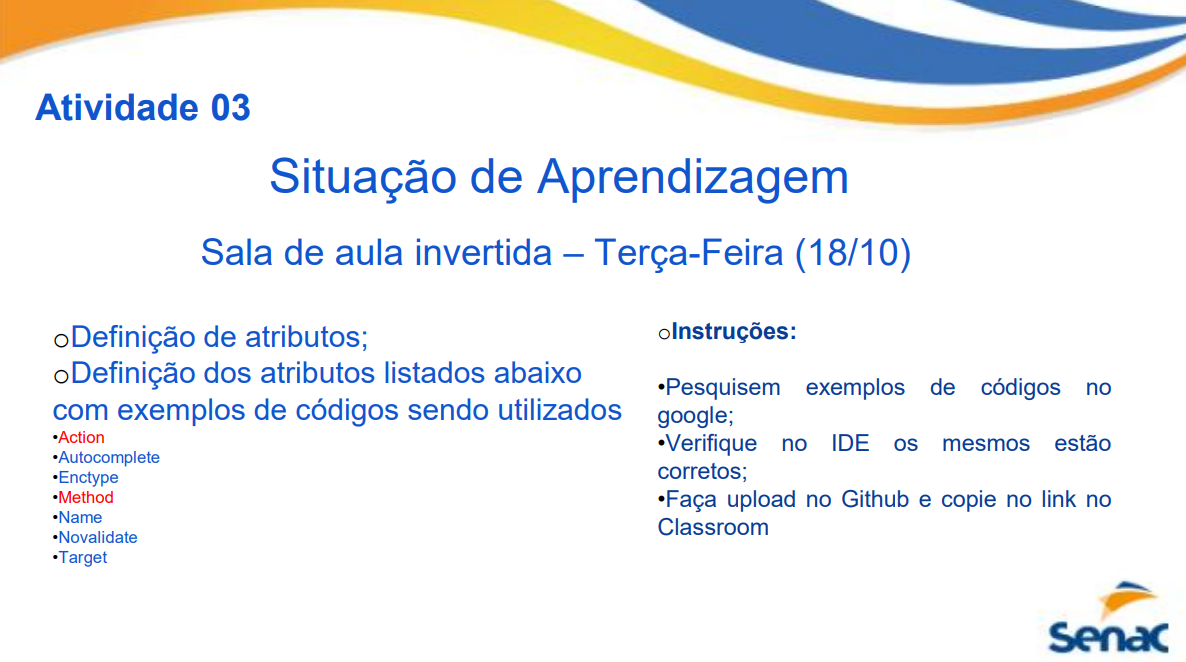 Atividade 03
Situação de Aprendizagem
Sala de aula invertida – Terça-Feira (18/10)
oDefinição de atributos;
oDefinição dos atributos listados abaixo
com exemplos de códigos sendo utilizados
•Action
•Autocomplete
•Enctype
•Method
•Name
•Novalidate
•Target
oInstruções:
•Pesquisem exemplos de códigos no
google;
•Verifique no IDE os mesmos estão
corretos;
•Faça upload no Github e copie no link no
Classroom
Senac